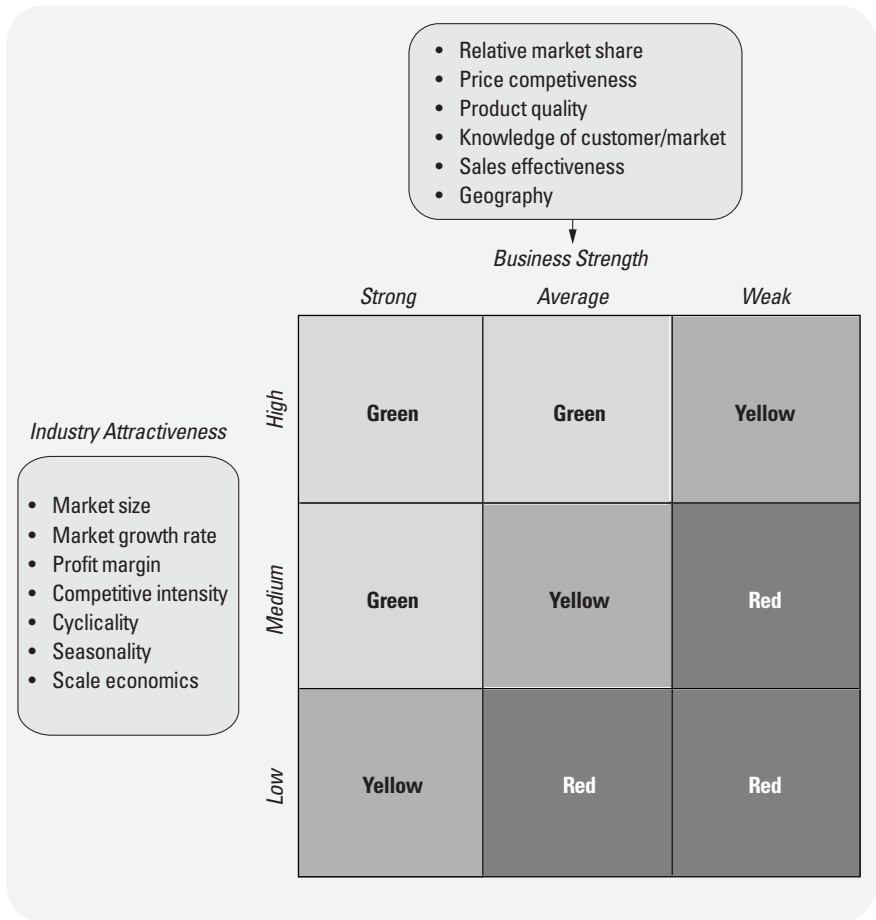 • Relative market share
• Price competiveness
• Product quality
• Knowledge of customer/market
• Sales effectiveness
• Geography
Business Strength
Strong Average Weak
High Green Green Yellow
Industry Attractiveness
• Market size
• Market growth rate
• Profit margin
• Competitive intensity
• Cyclicality
• Seasonality
• Scale economics
Medium Green Yellow Red
Low Yellow Red Red